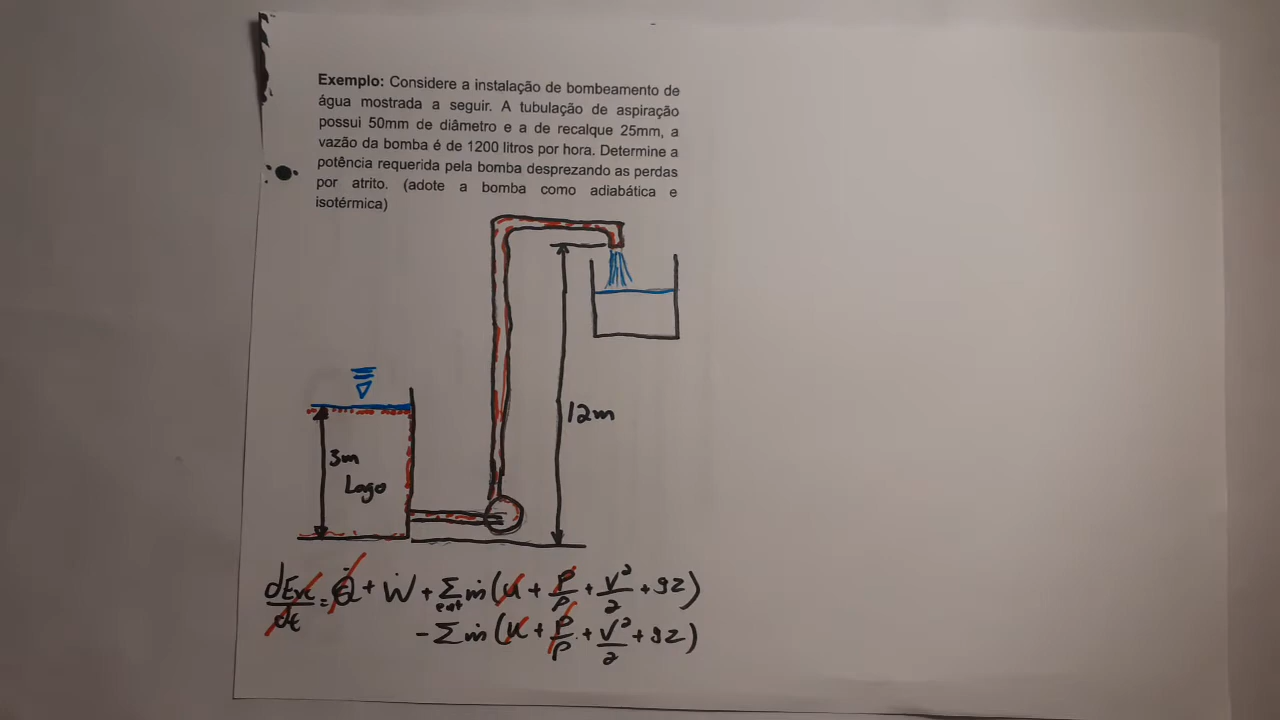 Exemplo: Considere a instalação de bombeamento de
água mostrada a seguir. A tubulação de aspiração
possui 50mm de diâmetro e a de recalque 25mm, a
vazão da bomba é de 1200 litros por hora. Determine a
potência requerida pela bomba desprezando as perdas
por atrito. (adote a bomba como adiabática e
isotérmica)
12m
3m
Lago
dEvc/dt = Q̇ + Ẇ + Σent ṁ(u + P/ρ + V²/2 + gz)
- Σ ṁ(u + P/ρ + V²/2 + gz)